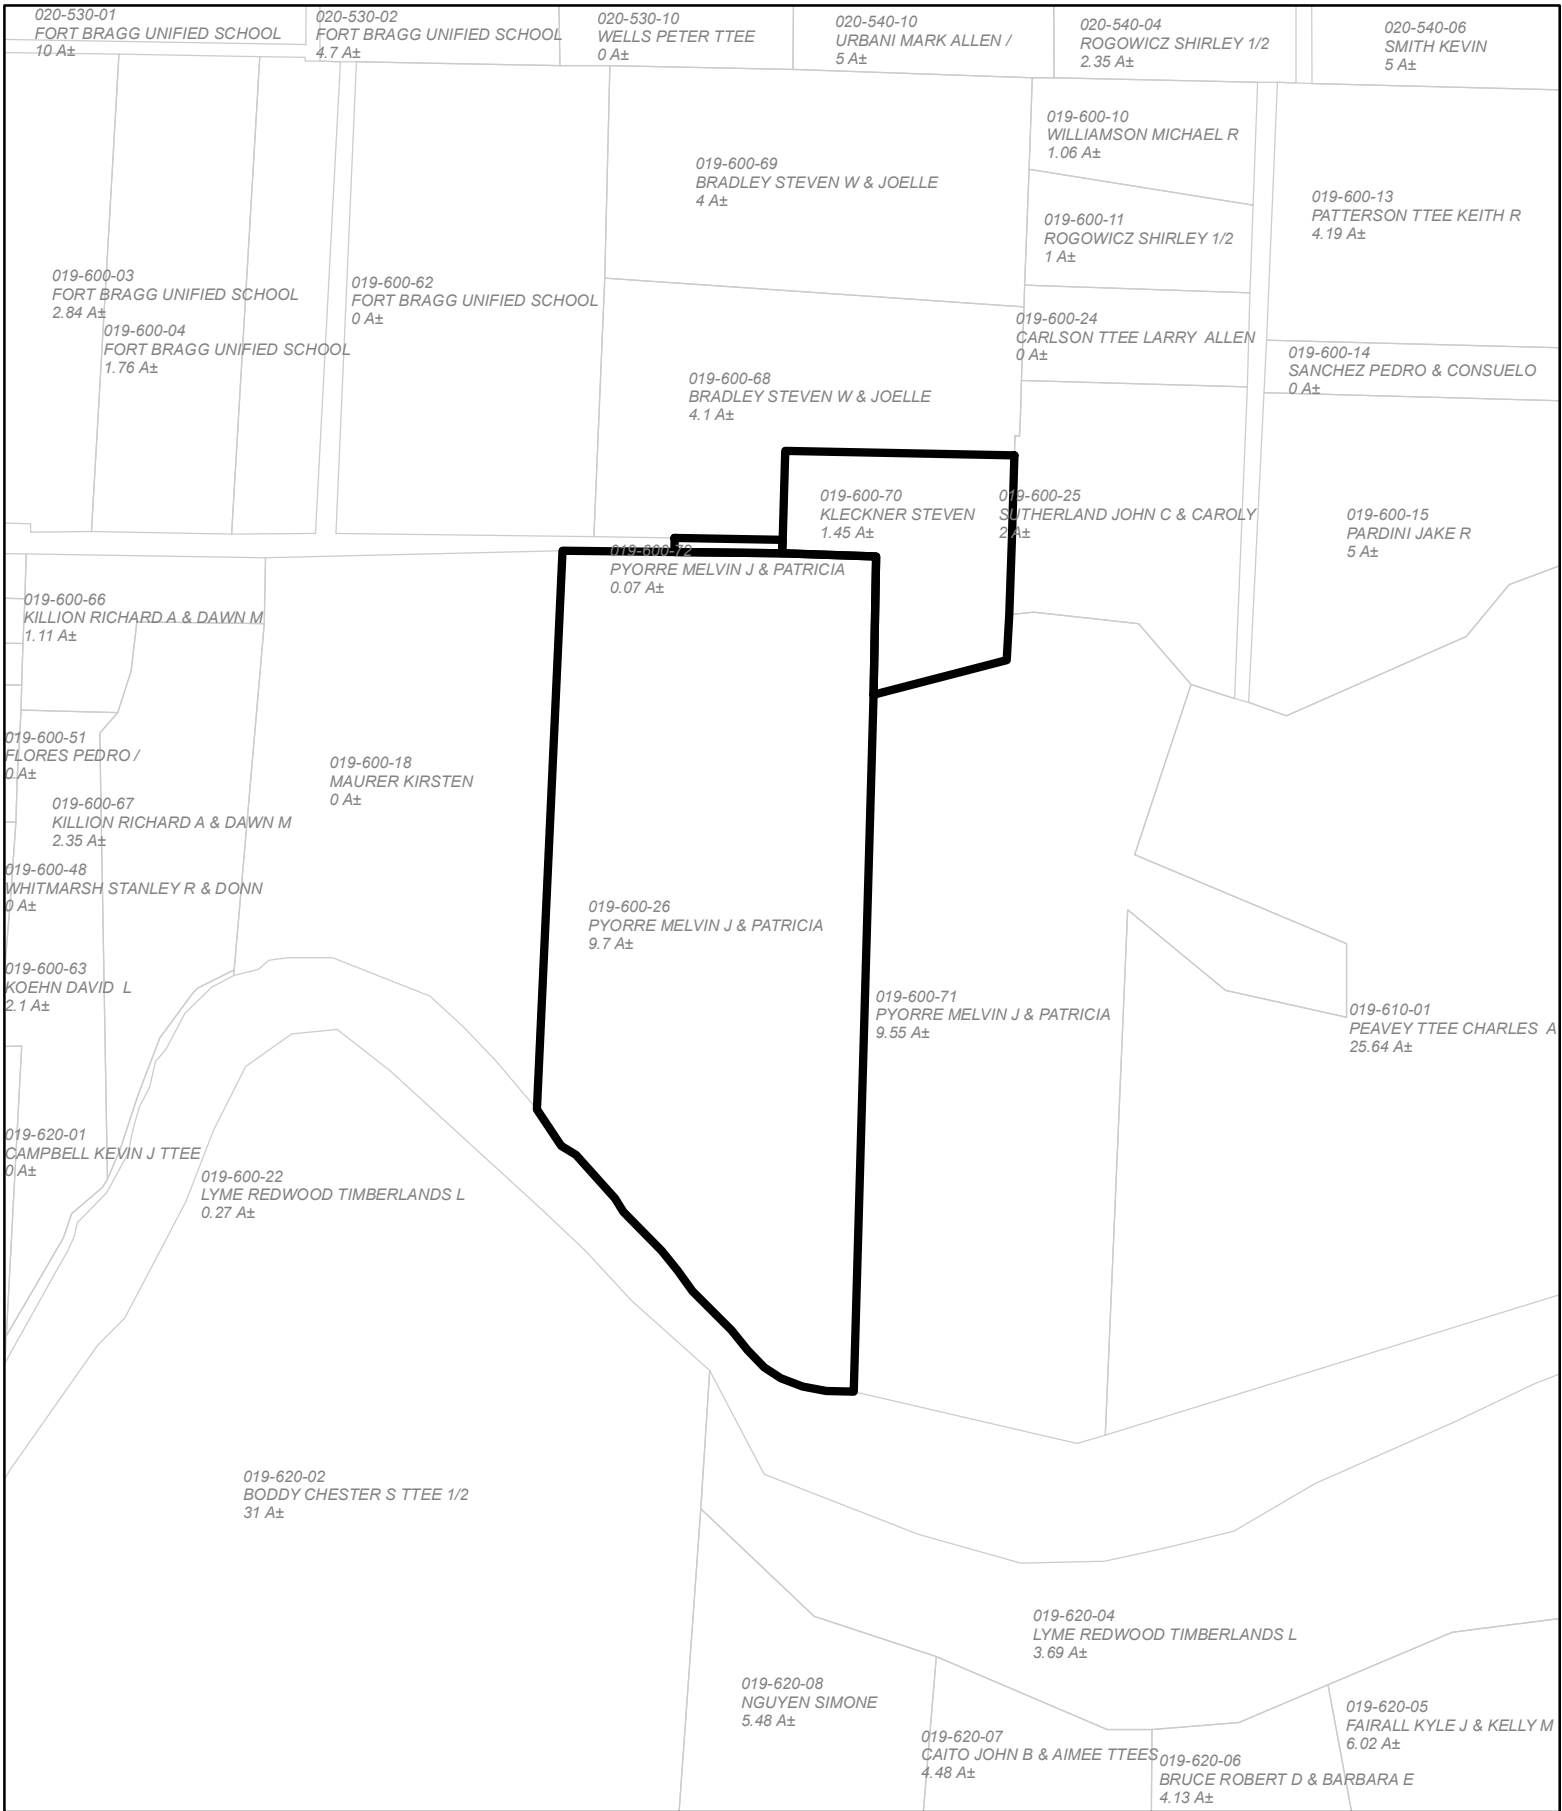 020-530-01
FORT BRAGG UNIFIED SCHOOL
10 A±
020-530-02
FORT BRAGG UNIFIED SCHOOL
4.7 A±
020-530-10
WELLS PETER TTEE
0 A±
020-540-10
URBANI MARK ALLEN /
5 A±
020-540-04
ROGOWICZ SHIRLEY 1/2
2.35 A±
020-540-06
SMITH KEVIN
5 A±
019-600-10
WILLIAMSON MICHAEL R
1.06 A±
019-600-69
BRADLEY STEVEN W & JOELLE
4 A±
019-600-13
PATTERSON TTEE KEITH R
4.19 A±
019-600-11
ROGOWICZ SHIRLEY 1/2
1 A±
019-600-03
FORT BRAGG UNIFIED SCHOOL
2.84 A±
019-600-62
FORT BRAGG UNIFIED SCHOOL
0 A±
019-600-04
FORT BRAGG UNIFIED SCHOOL
1.76 A±
019-600-24
CARLSON TTEE LARRY  ALLEN
0 A±
019-600-14
SANCHEZ PEDRO & CONSUELO
0 A±
019-600-68
BRADLEY STEVEN W & JOELLE
4.1 A±
019-600-70
KLECKNER STEVEN
1.45 A±
019-600-25
SUTHERLAND JOHN C & CAROLY
2 A±
019-600-15
PARDINI JAKE R
5 A±
019-600-72
PYORRE MELVIN J & PATRICIA
0.07 A±
019-600-66
KILLION RICHARD A & DAWN M
1.11 A±
019-600-51
FLORES PEDRO /
0 A±
019-600-18
MAURER KIRSTEN
0 A±
019-600-67
KILLION RICHARD A & DAWN M
2.35 A±
019-600-48
WHITMARSH STANLEY R & DONN
0 A±
019-600-26
PYORRE MELVIN J & PATRICIA
9.7 A±
019-600-63
KOEHN DAVID  L
2.1 A±
019-600-71
PYORRE MELVIN J & PATRICIA
9.55 A±
019-610-01
PEAVEY TTEE CHARLES  A
25.64 A±
019-620-01
CAMPBELL KEVIN J TTEE
0 A±
019-600-22
LYME REDWOOD TIMBERLANDS L
0.27 A±
019-620-02
BODDY CHESTER S TTEE 1/2
31 A±
019-620-04
LYME REDWOOD TIMBERLANDS L
3.69 A±
019-620-08
NGUYEN SIMONE
5.48 A±
019-620-05
FAIRALL KYLE J & KELLY M
6.02 A±
019-620-07
CAITO JOHN B & AIMEE TTEES
4.48 A±
019-620-06
BRUCE ROBERT D & BARBARA E
4.13 A±